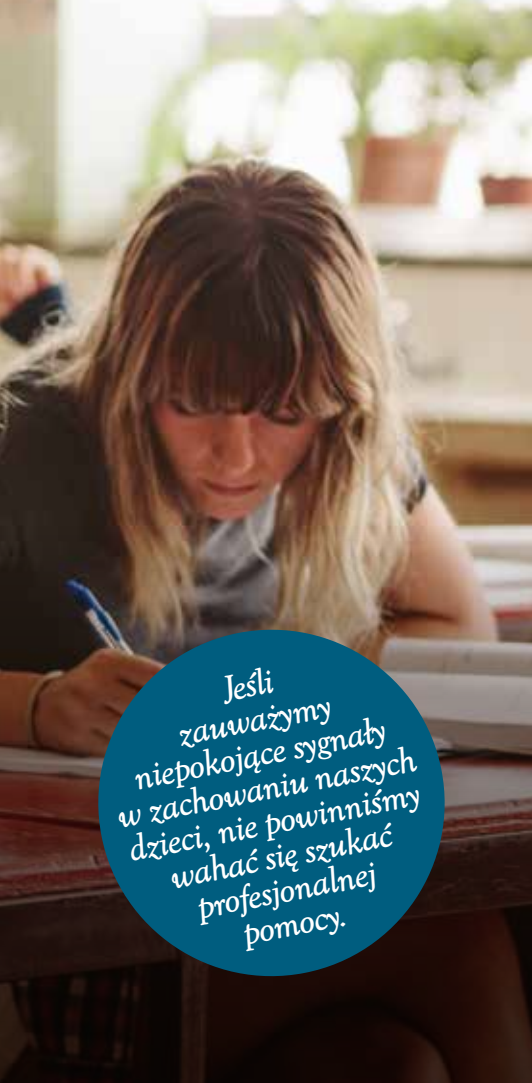 Jeśli
zauważymy
niepokojące sygnały
w zachowaniu naszych
dzieci, nie powinniśmy
wahać się szukać
profesjonalnej
pomocy.